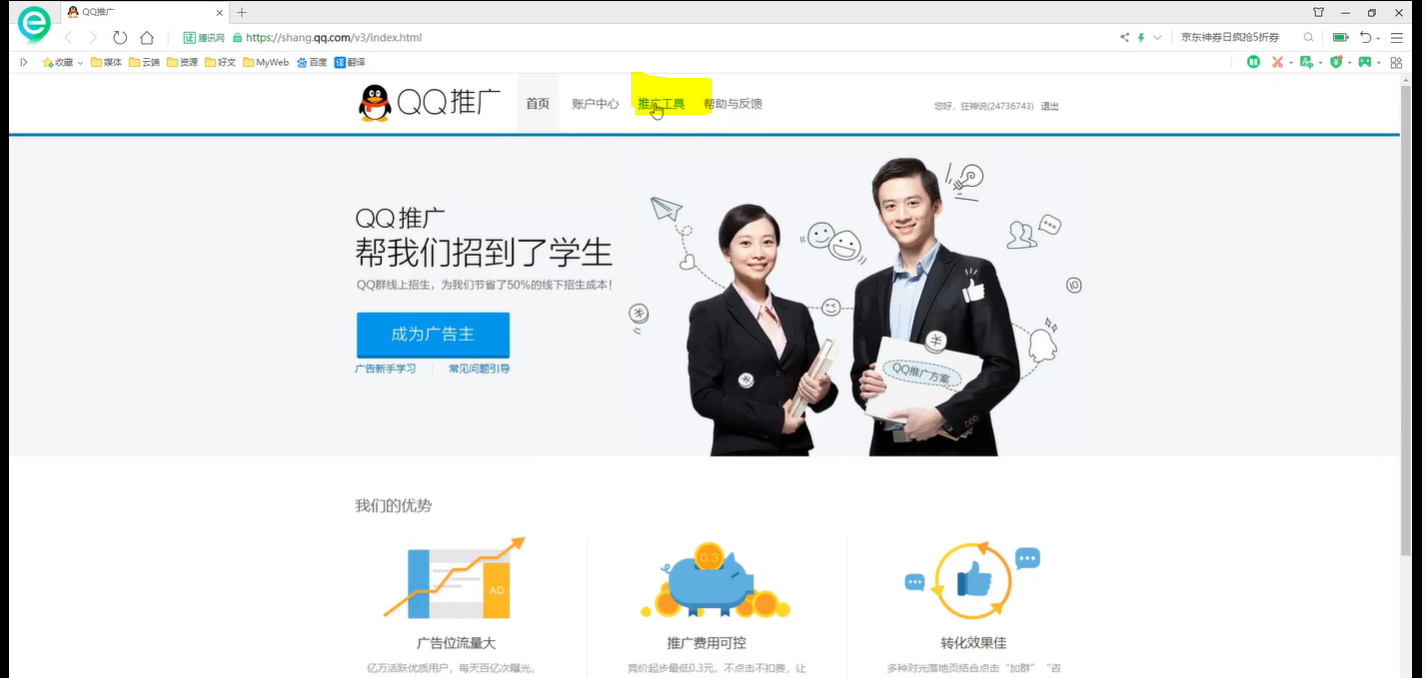 QQ推广
腾讯网 https://shang.qq.com/v3/index.html
京东神券日疯抢5折券
收藏 媒体 云端 资源 好文 MyWeb 百度 翻译
QQ推广
首页 账户中心 推广工具 帮助与反馈
您好，狂神说(24736743) 退出
QQ推广
帮我们招到了学生
QQ群线上招生，为我们节省了50%的线下招生成本！
成为广告主
广告新手学习 常见问题引导
QQ推广方案
我们的优势
AD
0.3
广告位流量大 推广费用可控 转化效果佳
亿万活跃优质用户，每天百亿次曝光， 竞价起步最低0.3元，不点击不扣费，让 多种对光落地页结合点击“加群”“咨